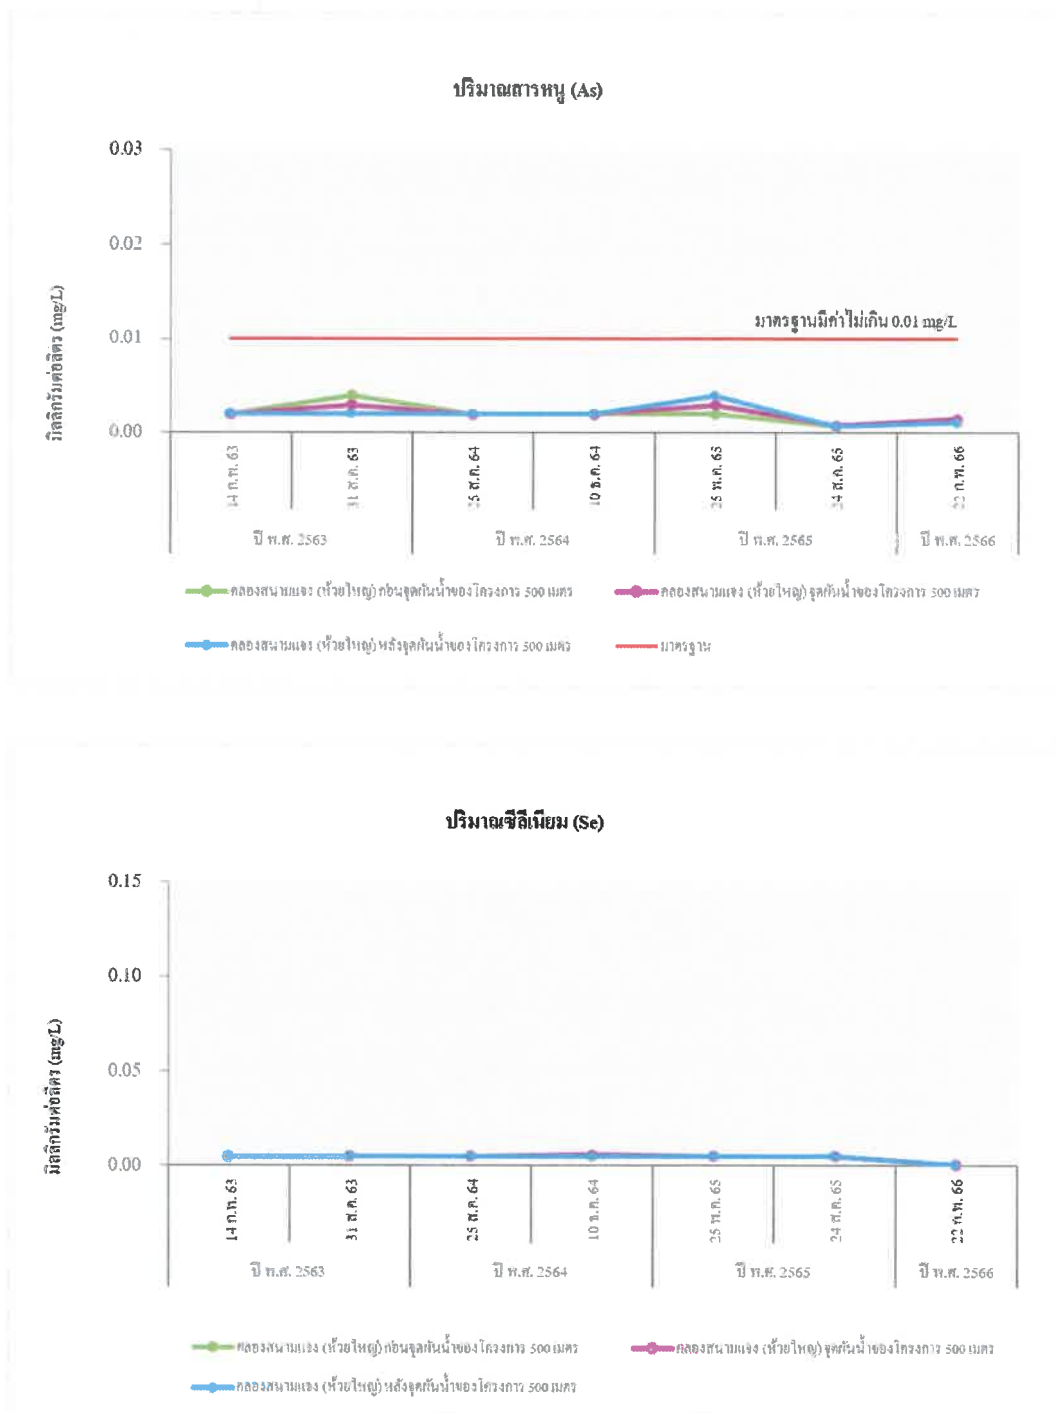 ปริมาณสารหนู (As)
0.03
0.02
0.01
0.00
มิลลิกรัมต่อลิตร (mg/L)
มาตรฐานมีค่าไม่เกิน 0.01 mg/L
14 ก.พ. 63
31 ส.ค. 63
25 ส.ค. 64
10 ธ.ค. 64
25 พ.ค. 65
24 ส.ค. 65
22 ก.พ. 66
ปี พ.ศ. 2563
ปี พ.ศ. 2564
ปี พ.ศ. 2565
ปี พ.ศ. 2566
คลองสนามแจง (ห้วยใหญ่) ก่อนจุดผันน้ำของโครงการ 500 เมตร
คลองสนามแจง (ห้วยใหญ่) จุดผันน้ำของโครงการ 500 เมตร
คลองสนามแจง (ห้วยใหญ่) หลังจุดผันน้ำของโครงการ 500 เมตร
มาตรฐาน
ปริมาณซีลีเนียม (Se)
0.15
0.10
0.05
0.00
มิลลิกรัมต่อลิตร (mg/L)
14 ก.พ. 63
31 ส.ค. 63
25 ส.ค. 64
10 ธ.ค. 64
25 พ.ค. 65
24 ส.ค. 65
22 ก.พ. 66
ปี พ.ศ. 2563
ปี พ.ศ. 2564
ปี พ.ศ. 2565
ปี พ.ศ. 2566
คลองสนามแจง (ห้วยใหญ่) ก่อนจุดผันน้ำของโครงการ 500 เมตร
คลองสนามแจง (ห้วยใหญ่) จุดผันน้ำของโครงการ 500 เมตร
คลองสนามแจง (ห้วยใหญ่) หลังจุดผันน้ำของโครงการ 500 เมตร